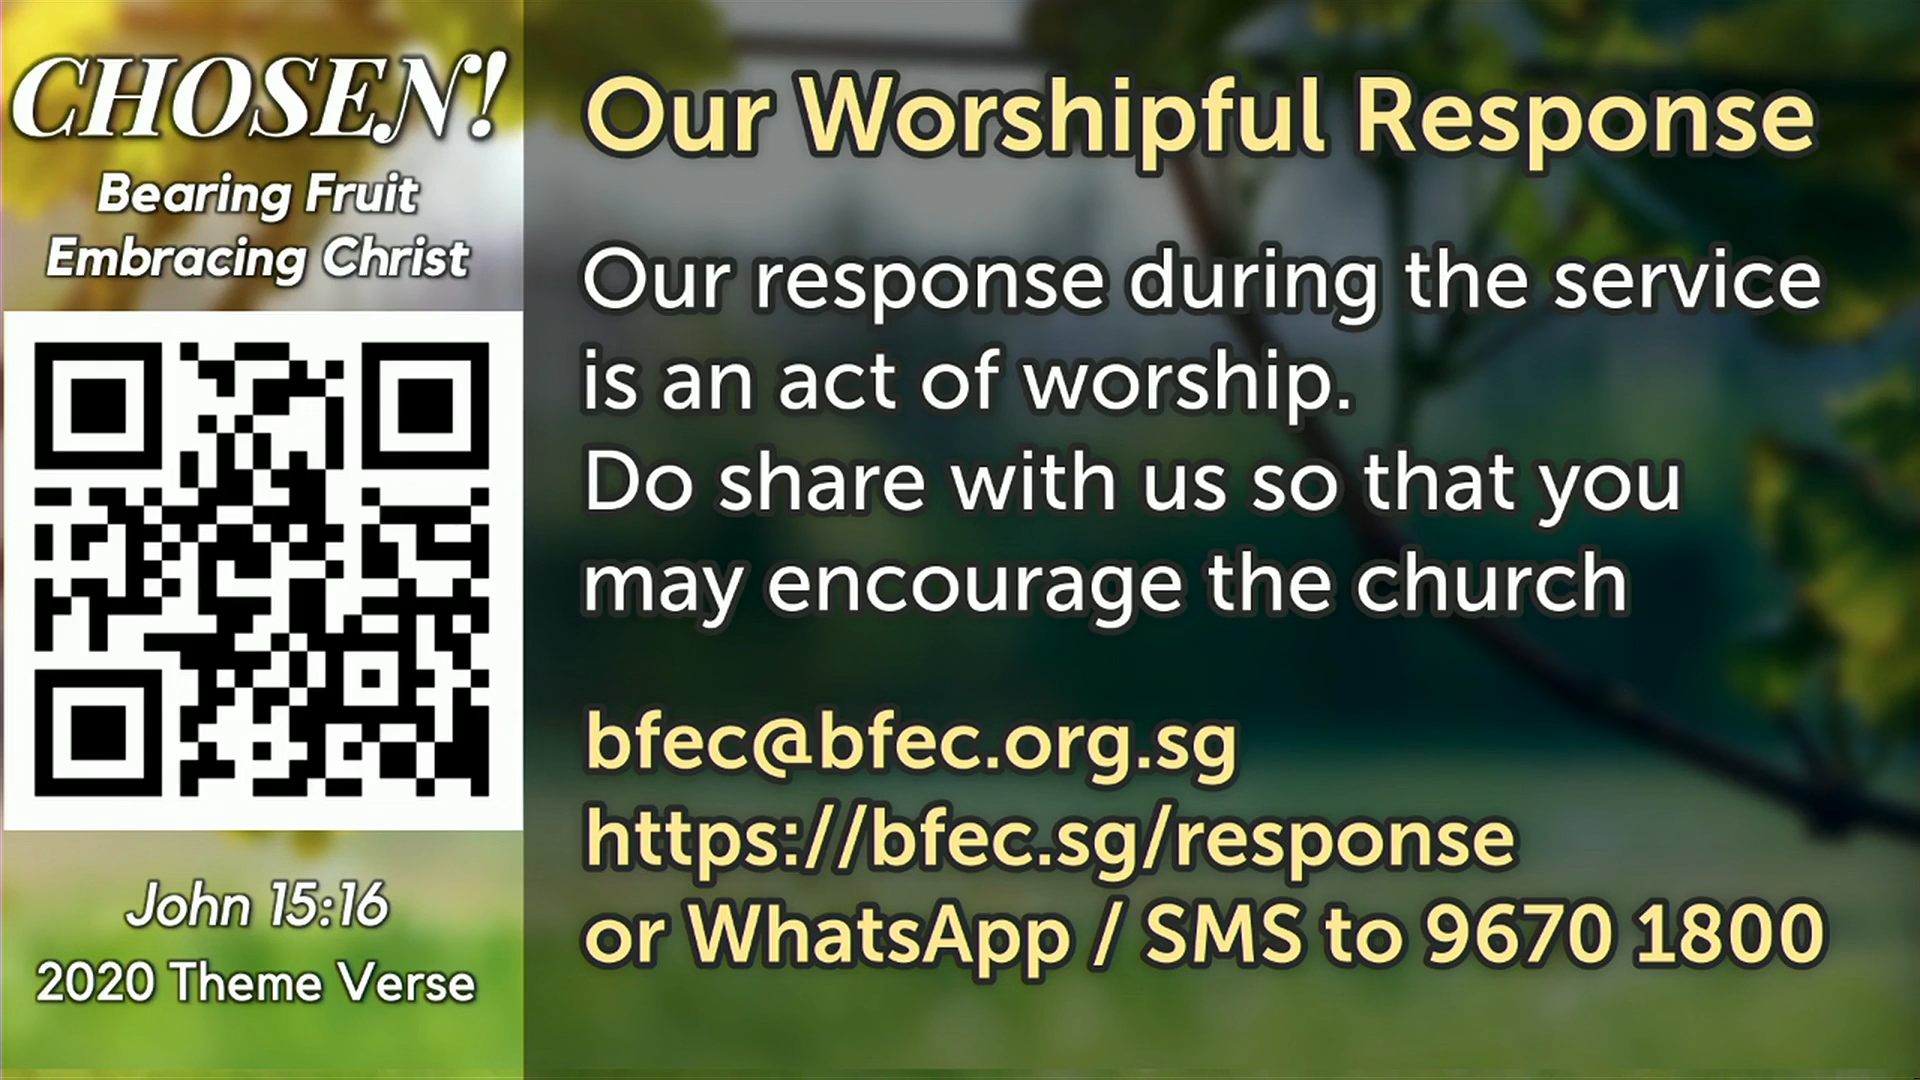 CHOSEN!
Bearing Fruit
Embracing Christ
John 15:16
2020 Theme Verse
Our Worshipful Response
Our response during the service
is an act of worship.
Do share with us so that you
may encourage the church
bfec@bfec.org.sg
https://bfec.sg/response
or WhatsApp / SMS to 9670 1800